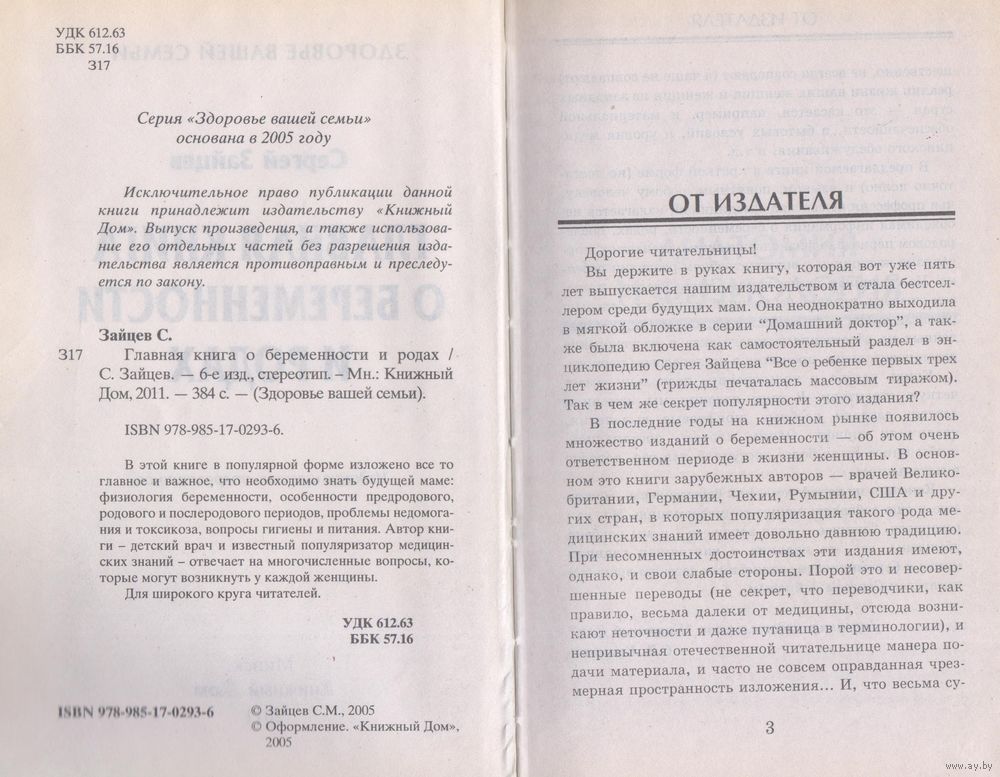 УДК 612.63
ББК 57.16
З17
Серия «Здоровье вашей семьи»
основана в 2005 году
Исключительное право публикации данной
книги принадлежит издательству «Книжный
Дом». Выпуск произведения, а также использова-
ние его отдельных частей без разрешения изда-
тельства является противоправным и преследу-
ется по закону.
Зайцев С.
З17 Главная книга о беременности и родах /
С. Зайцев. — 6-е изд., стереотип. – Мн.: Книжный
Дом, 2011. — 384 с. — (Здоровье вашей семьи).
ISBN 978-985-17-0293-6.
В этой книге в популярной форме изложено все то
главное и важное, что необходимо знать будущей маме:
физиология беременности, особенности предродового,
родового и послеродового периодов, проблемы недомога-
ния и токсикоза, вопросы гигиены и питания. Автор кни-
ги – детский врач и известный популяризатор медицин-
ских знаний – отвечает на многочисленные вопросы, ко-
торые могут возникнуть у каждой женщины.
Для широкого круга читателей.
УДК 612.63
ББК 57.16
ISBN 978-985-17-0293-6
© Зайцев С.М., 2005
© Оформление. «Книжный Дом»,
2005
ОТ ИЗДАТЕЛЯ
Дорогие читательницы!
Вы держите в руках книгу, которая вот уже пять
лет выпускается нашим издательством и стала бестсел-
лером среди будущих мам. Она неоднократно выходила
в мягкой обложке в серии “Домашний доктор”, а так-
же была включена как самостоятельный раздел в эн-
циклопедию Сергея Зайцева “Все о ребенке первых трех
лет жизни” (трижды печаталась массовым тиражом).
Так в чем же секрет популярности этого издания?
В последние годы на книжном рынке появилось
множество изданий о беременности — об этом очень
ответственном периоде в жизни женщины. В основ-
ном это книги зарубежных авторов — врачей Велико-
британии, Германии, Чехии, Румынии, США и дру-
гих стран, в которых популяризация такого рода ме-
дицинских знаний имеет довольно давнюю традицию.
При несомненных достоинствах эти издания имеют,
однако, и свои слабые стороны. Порой это и несовер-
шенные переводы (не секрет, что переводчики, как
правило, весьма далеки от медицины, отсюда возни-
кают неточности и даже путаница в терминологии), и
непривычная отечественной читательнице манера по-
дачи материала, и часто не совсем оправданная чрез-
мерная пространность изложения... И, что весьма су-
3
www.ay.by